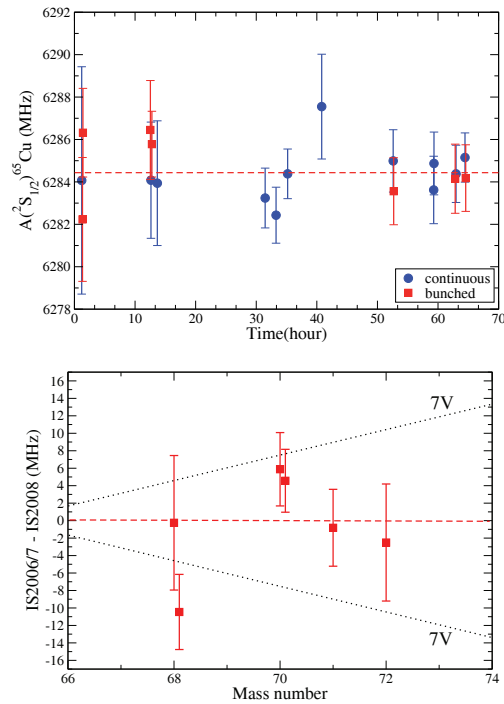 6292
6290
6288
6286
6284
6282
6280
6278
A(²S₁/₂) ⁶⁵Cu (MHz)
0 10 20 30 40 50 60 70
Time(hour)
continuous
bunched
16
14
12
10
8
6
4
2
0
-2
-4
-6
-8
-10
-12
-14
-16
IS2006/7 - IS2008 (MHz)
7V
7V
66 68 70 72 74
Mass number